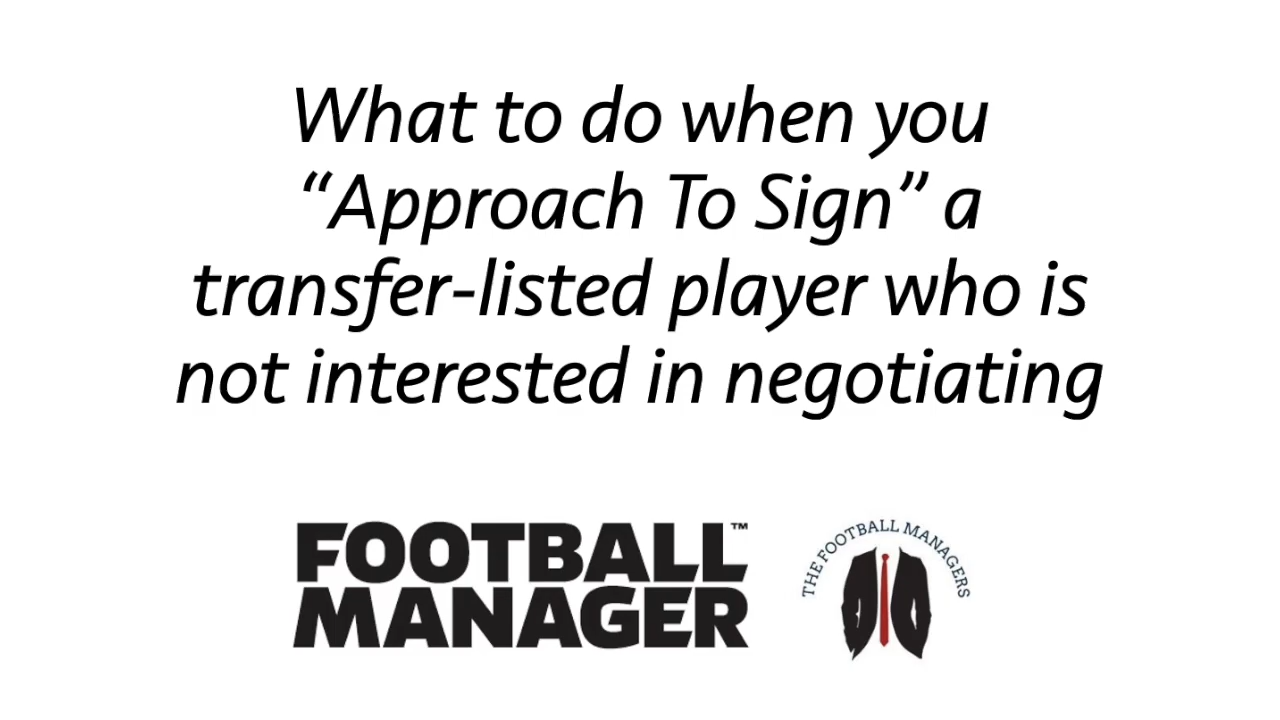 What to do when you
“Approach To Sign” a
transfer-listed player who is
not interested in negotiating
FOOTBALL™
MANAGER
THE FOOTBALL MANAGERS